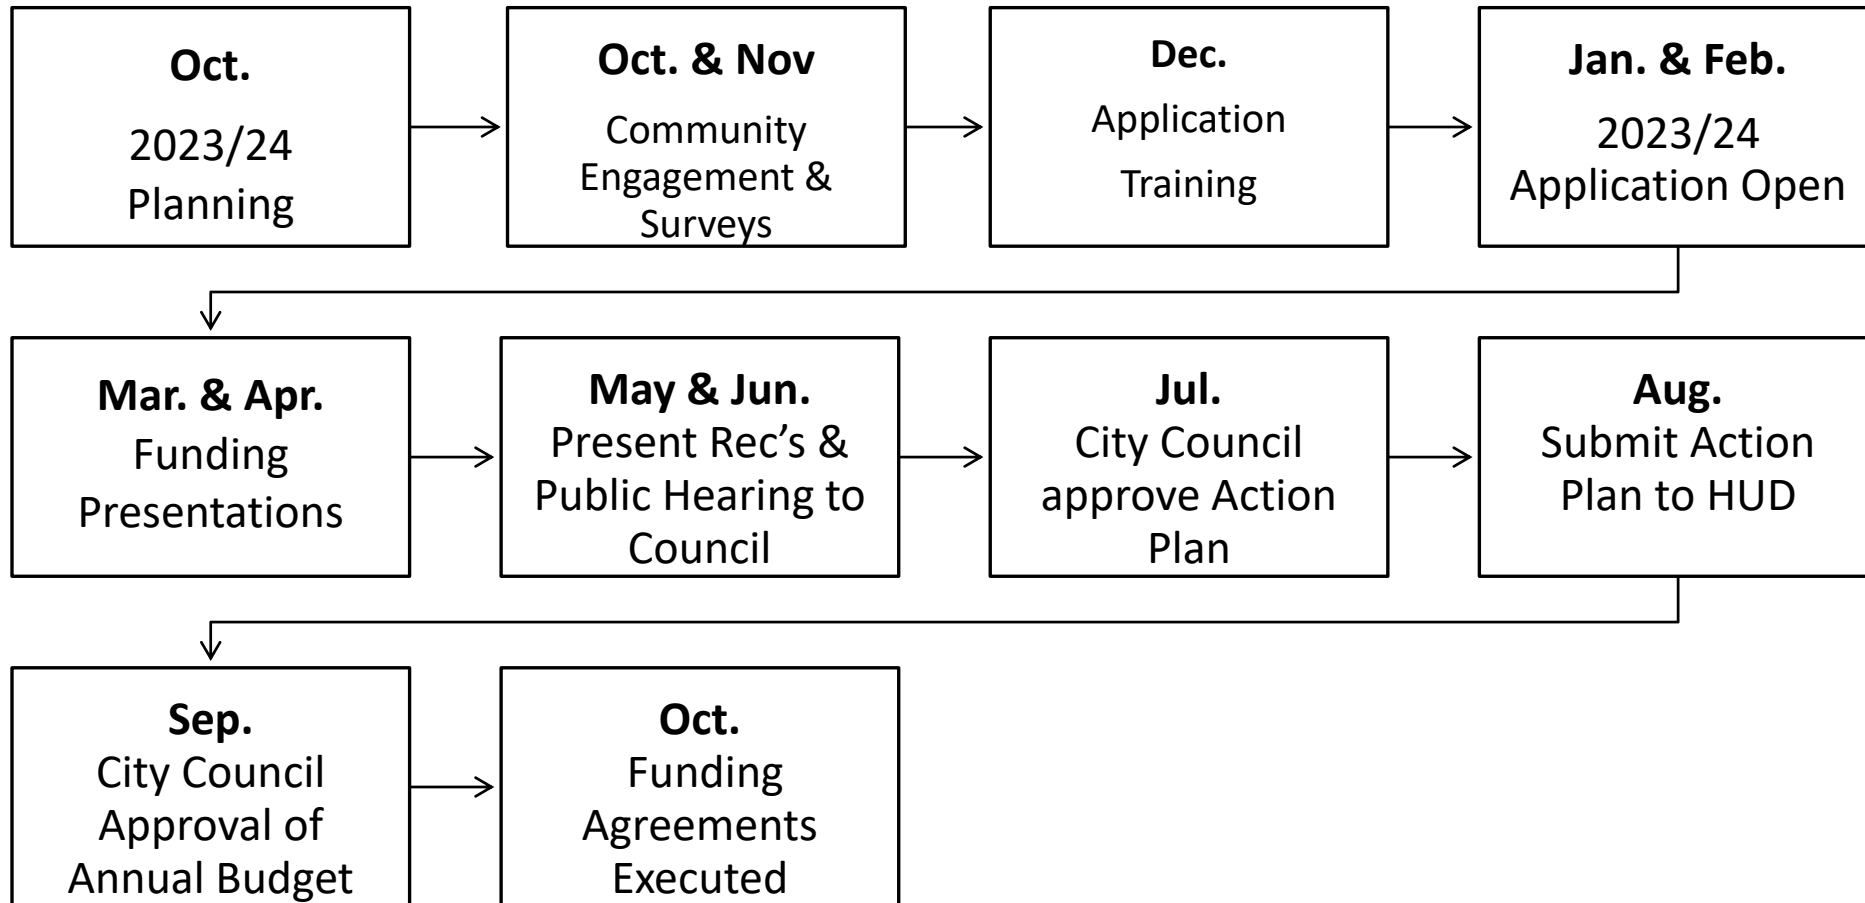 Oct.
2023/24
Planning
Oct. & Nov
Community
Engagement &
Surveys
Dec.
Application
Training
Jan. & Feb.
2023/24
Application Open
Mar. & Apr.
Funding
Presentations
May & Jun.
Present Rec’s &
Public Hearing to
Council
Jul.
City Council
approve Action
Plan
Aug.
Submit Action
Plan to HUD
Sep.
City Council
Approval of
Annual Budget
Oct.
Funding
Agreements
Executed